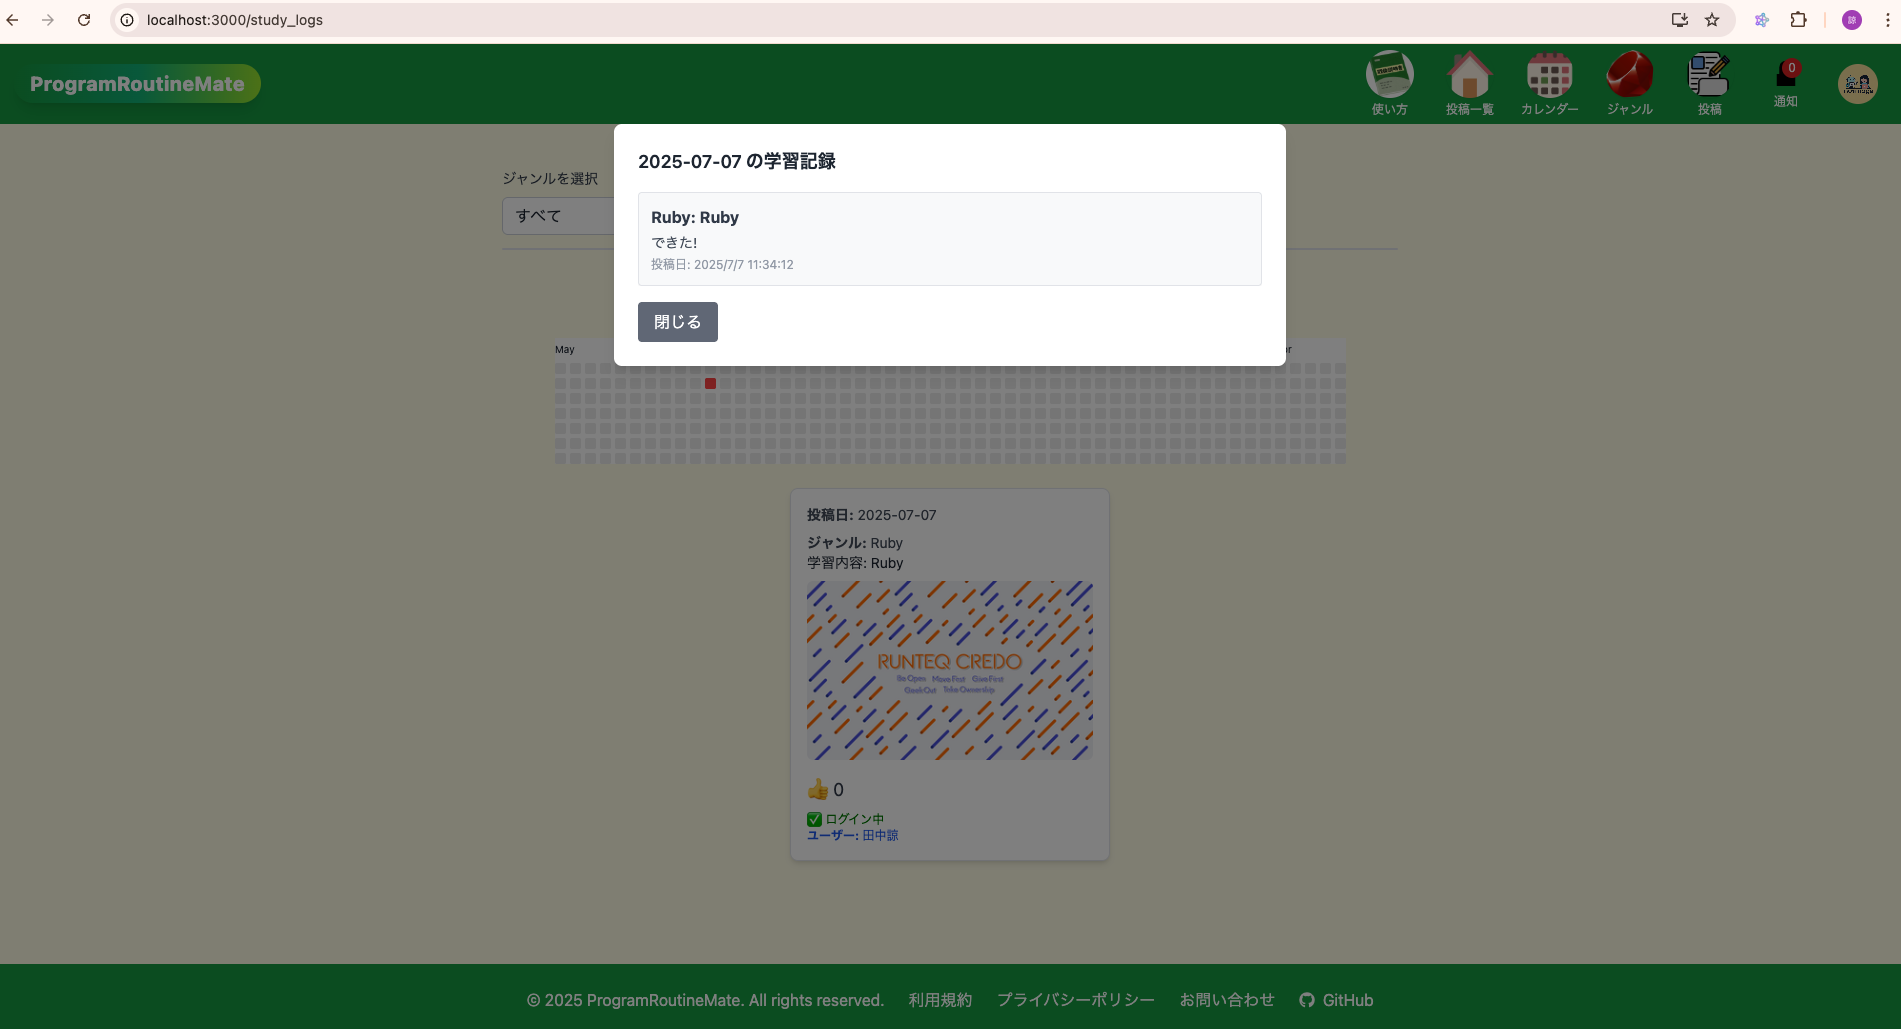 localhost:3000/study_logs
ProgramRoutineMate
使い方
投稿一覧
カレンダー
ジャンル
投稿
0
通知
2025-07-07 の学習記録
ジャンルを選択
すべて
Ruby: Ruby
できた!
投稿日: 2025/7/7 11:34:12
閉じる
May
投稿日: 2025-07-07
ジャンル: Ruby
学習内容: Ruby
RUNTEQ CREDO
Be Open Move Fast Give First
Geek Out Take Ownership
0
ログイン中
ユーザー: 田中諒
© 2025 ProgramRoutineMate. All rights reserved. 利用規約 プライバシーポリシー お問い合わせ GitHub